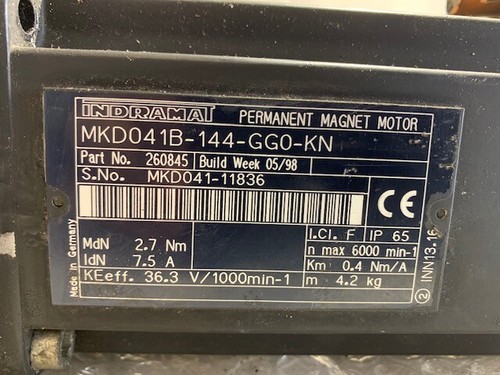 INDRAMAT PERMANENT MAGNET MOTOR
MKD041B-144-GG0-KN
Part No. 260845 Build Week 05/98
S.No. MKD041-11836
CE
I.Cl. F IP 65
MdN 2.7 Nm n max 6000 min-1
IdN 7.5 A Km 0.4 Nm/A
KEeff. 36.3 V/1000min-1 m 4.2 kg
Made in Germany
2 INN13.16